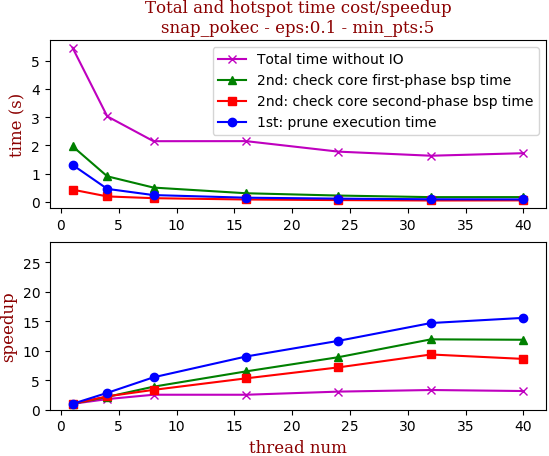 Total and hotspot time cost/speedup
snap_pokec - eps:0.1 - min_pts:5
time (s)
5
4
3
2
1
0
Total time without IO
2nd: check core first-phase bsp time
2nd: check core second-phase bsp time
1st: prune execution time
0 5 10 15 20 25 30 35 40
speedup
25
20
15
10
5
0
0 5 10 15 20 25 30 35 40
thread num